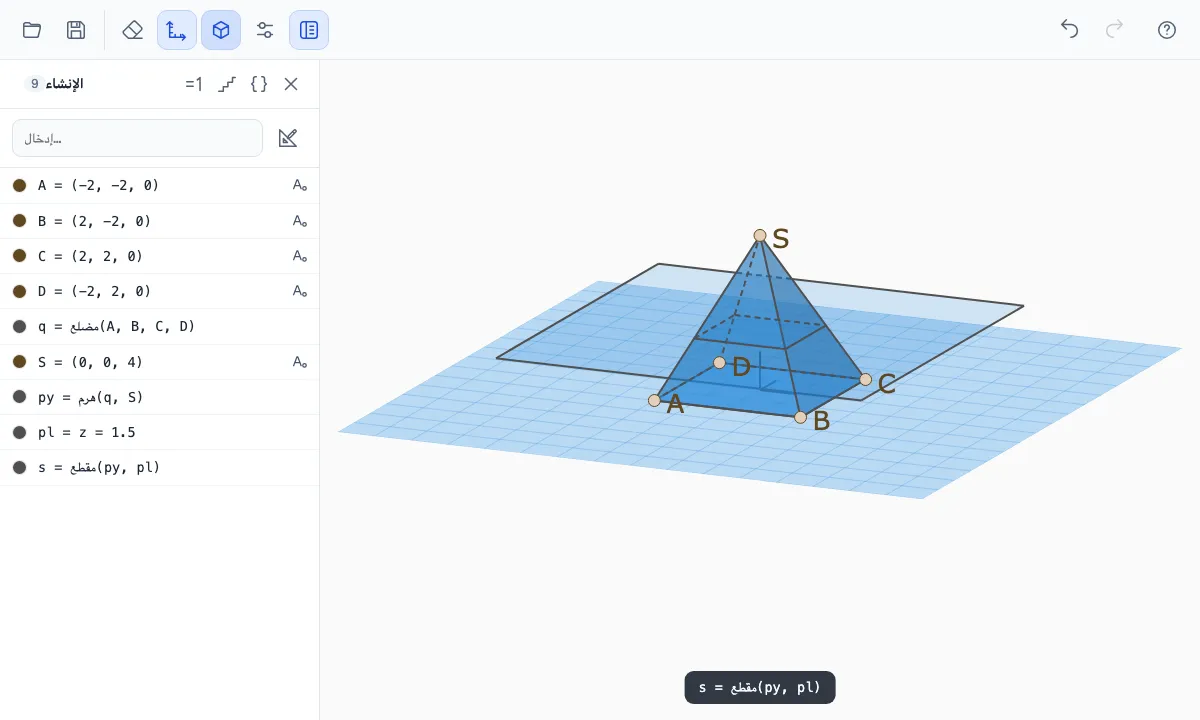 الإنشاء 9
=1
{}
إدخال...
A = (−2, −2, 0)
B = (2, −2, 0)
C = (2, 2, 0)
D = (−2, 2, 0)
q = مضلع(A, B, C, D)
S = (0, 0, 4)
py = هرم(q, S)
pl = z = 1.5
s = مقطع(py, pl)
S
D
C
A
B
s = مقطع(py, pl)